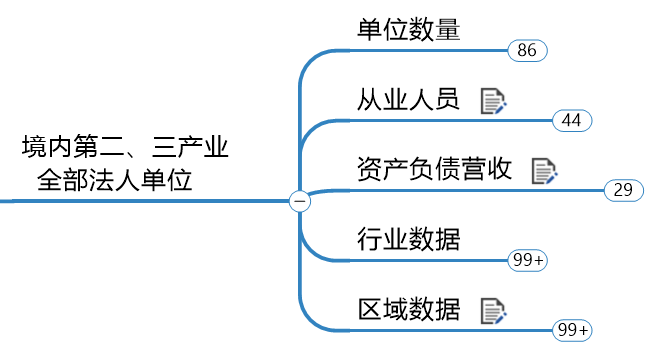 单位数量
86
从业人员
44
境内第二、三产业
全部法人单位
资产负债营收
29
行业数据
99+
区域数据
99+